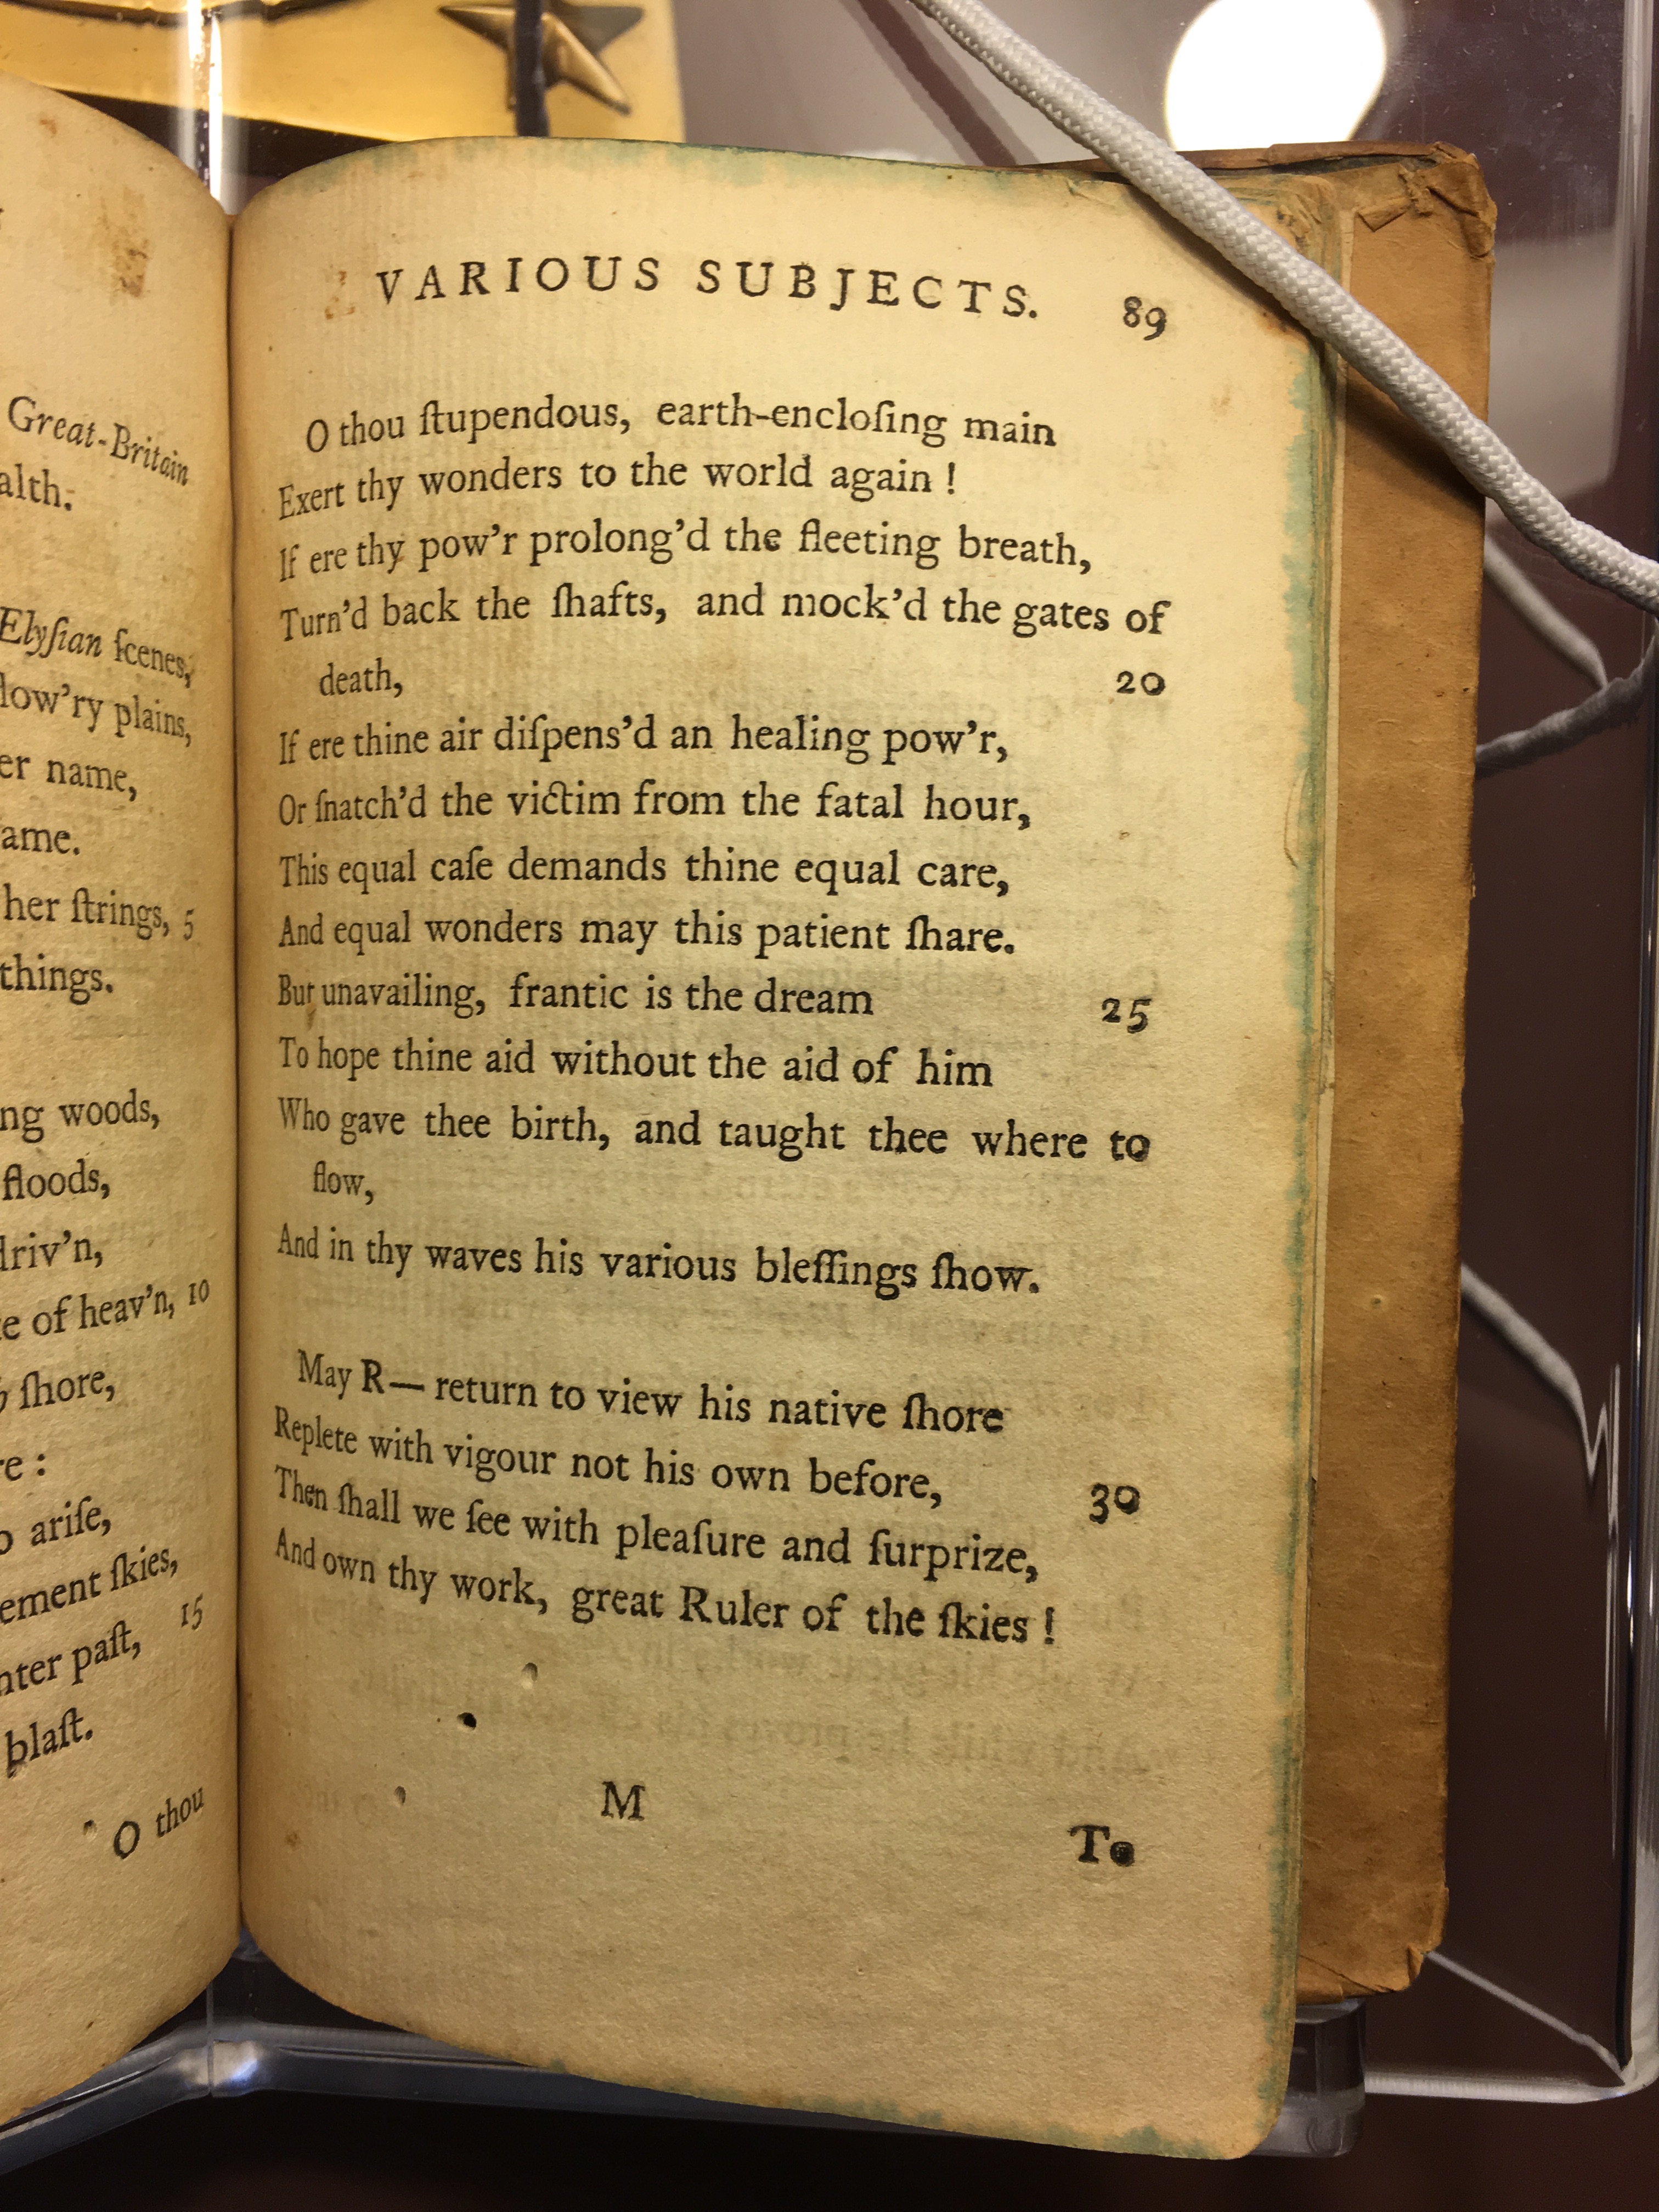 Great-Britain
alth.
Elyſian ſcenes,
low'ry plains,
er name,
ame.
her ſtrings, 5
things.
ng woods,
floods,
driv'n,
e of heav'n, 10
ſhore,
re :
ariſe,
ement ſkies,
nter paſt, 15
blaſt.
O thou
VARIOUS SUBJECTS. 89
O thou ſtupendous, earth-encloſing main
Exert thy wonders to the world again !
If ere thy pow'r prolong'd the fleeting breath,
Turn'd back the ſhafts, and mock'd the gates of
death, 20
If ere thine air diſpens'd an healing pow'r,
Or ſnatch'd the victim from the fatal hour,
This equal caſe demands thine equal care,
And equal wonders may this patient ſhare.
But unavailing, frantic is the dream 25
To hope thine aid without the aid of him
Who gave thee birth, and taught thee where to
flow,
And in thy waves his various bleſſings ſhow.
May R— return to view his native ſhore
Replete with vigour not his own before, 30
Then ſhall we ſee with pleaſure and ſurprize,
And own thy work, great Ruler of the ſkies !
M
To